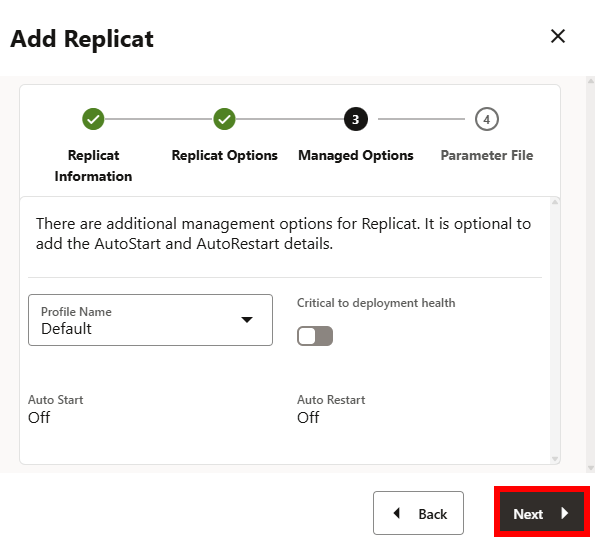 Add Replicat
3
4
Replicat
Information
Replicat Options
Managed Options
Parameter File
There are additional management options for Replicat. It is optional to
add the AutoStart and AutoRestart details.
Profile Name
Default
Critical to deployment health
Auto Start
Off
Auto Restart
Off
Back
Next